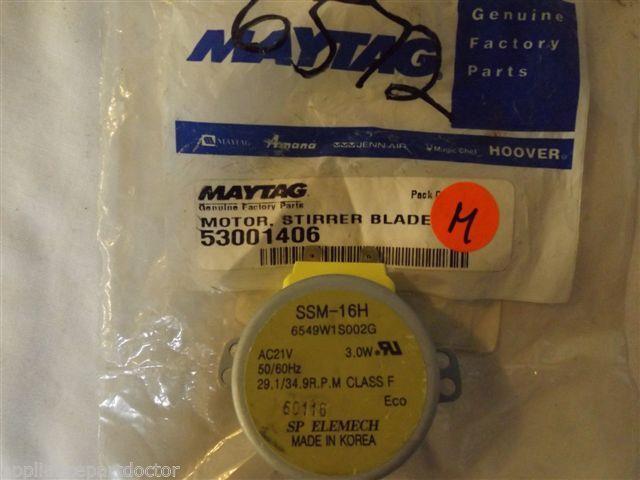 6512
MAYTAG
Genuine
Factory
Parts
MAYTAG Amana JENN-AIR Magic Chef HOOVER
MAYTAG
Genuine Factory Parts
Pack
MOTOR, STIRRER BLADE
53001406
M
SSM-16H
6549W1S002G
AC21V 3.0W
50/60Hz
29.1/34.9R.P.M CLASS F
Eco
60116
SP ELEMECH
MADE IN KOREA
appliancepartdoctor